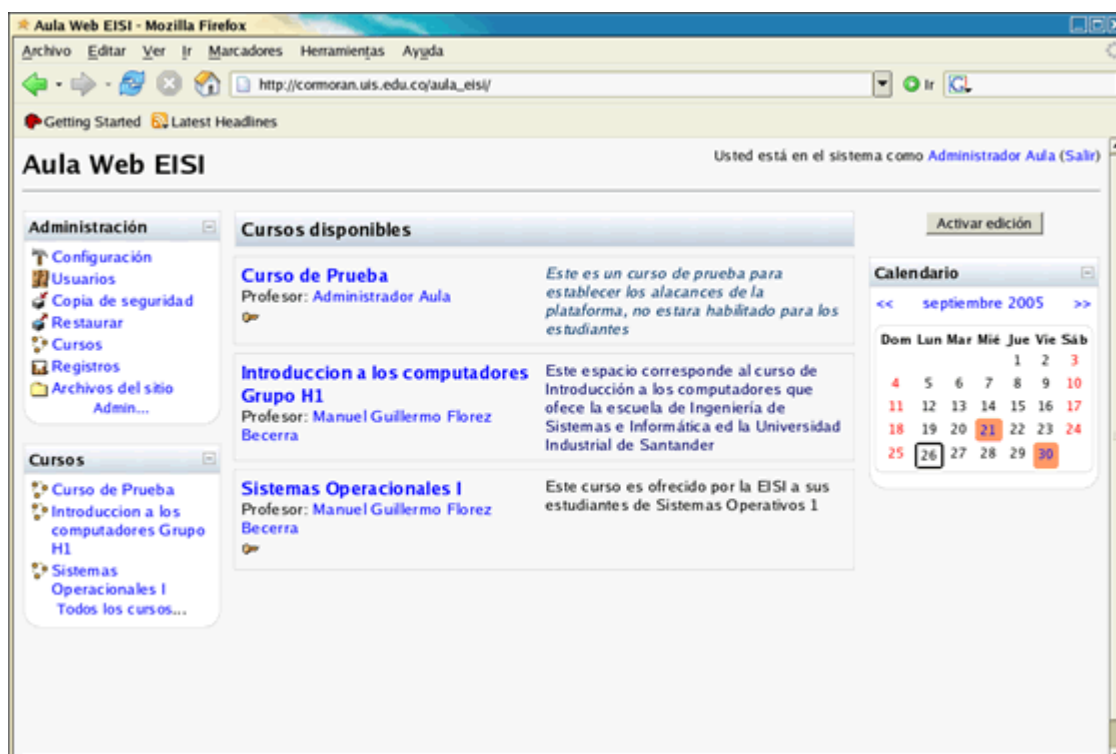 Aula Web EISI - Mozilla Firefox
Archivo Editar Ver Ir Marcadores Herramientas Ayuda
http://cormoran.uis.edu.co/aula_eisi/
Ir
Getting Started Latest Headlines
Aula Web EISI
Usted está en el sistema como Administrador Aula (Salir)
Administración
Configuración
Usuarios
Copia de seguridad
Restaurar
Cursos
Registros
Archivos del sitio
Admin...
Cursos
Curso de Prueba
Introduccion a los
computadores Grupo
H1
Sistemas
Operacionales I
Todos los cursos...
Cursos disponibles
Curso de Prueba
Profesor: Administrador Aula
Este es un curso de prueba para
establecer los alacances de la
plataforma, no estara habilitado para los
estudiantes
Introduccion a los computadores
Grupo H1
Profesor: Manuel Guillermo Florez
Becerra
Este espacio corresponde al curso de
Introducción a los computadores que
ofece la escuela de Ingeniería de
Sistemas e Informática ed la Universidad
Industrial de Santander
Sistemas Operacionales I
Profesor: Manuel Guillermo Florez
Becerra
Este curso es ofrecido por la EISI a sus
estudiantes de Sistemas Operativos 1
Activar edición
Calendario
<< septiembre 2005 >>
Dom Lun Mar Mié Jue Vie Sáb
1 2 3
4 5 6 7 8 9 10
11 12 13 14 15 16 17
18 19 20 21 22 23 24
25 26 27 28 29 30